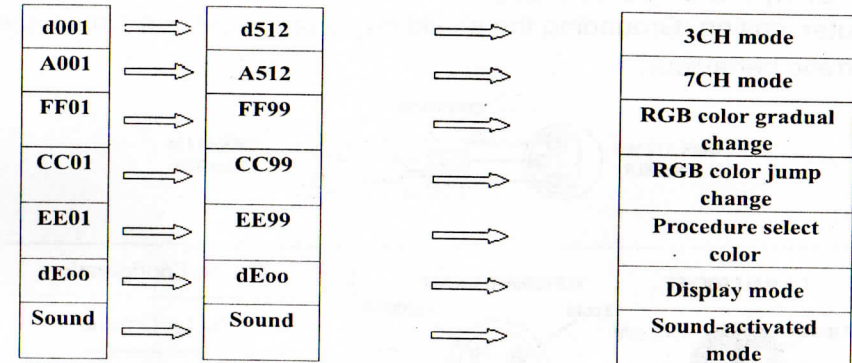 d001 d512 3CH mode
A001 A512 7CH mode
FF01 FF99 RGB color gradual
change
CC01 CC99 RGB color jump
change
EE01 EE99 Procedure select
color
dEoo dEoo Display mode
Sound Sound Sound-activated
mode